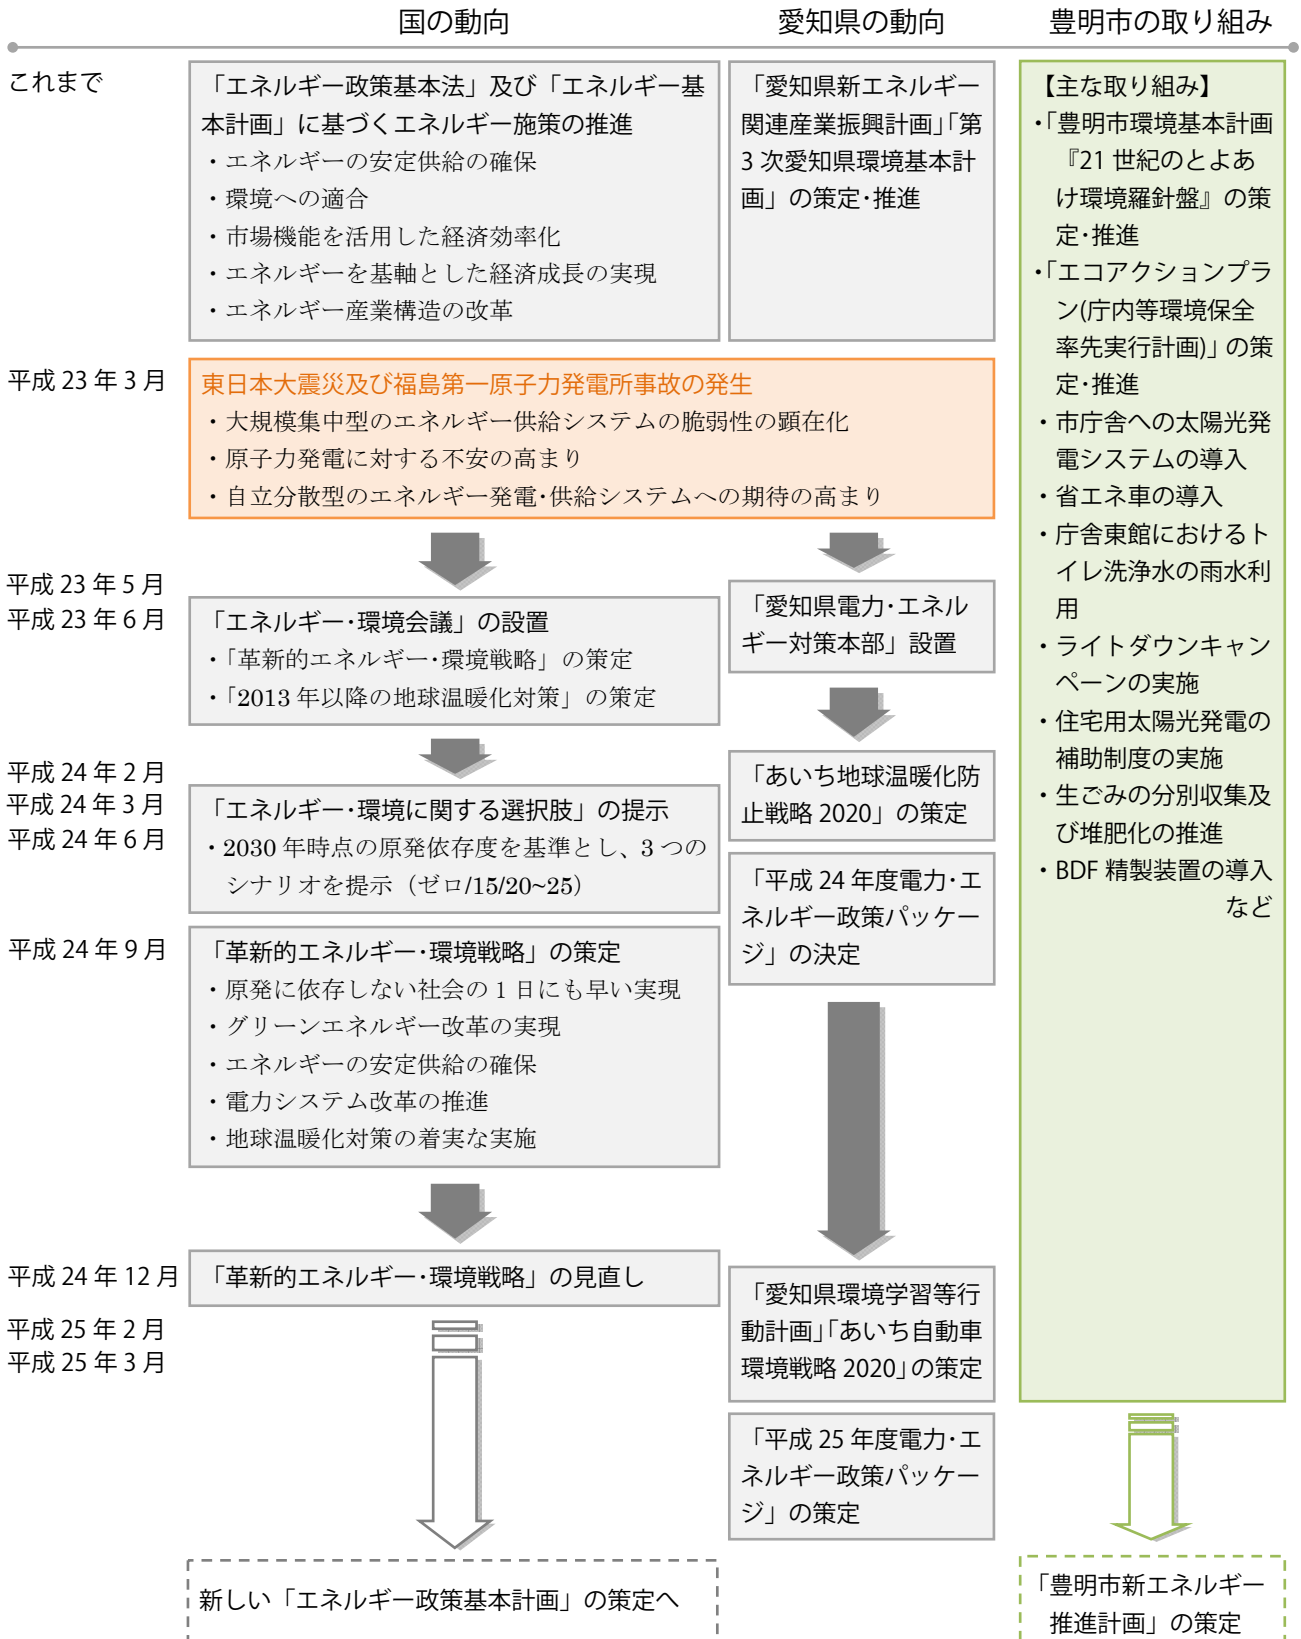 国の動向
愛知県の動向
豊明市の取り組み
これまで
「エネルギー政策基本法」及び「エネルギー基
本計画」に基づくエネルギー施策の推進
・エネルギーの安定供給の確保
・環境への適合
・市場機能を活用した経済効率化
・エネルギーを基軸とした経済成長の実現
・エネルギー産業構造の改革
「愛知県新エネルギー
関連産業振興計画」「第
3 次愛知県環境基本計
画」の策定・推進
【主な取り組み】
・「豊明市環境基本計画
『21 世紀のとよあ
け環境羅針盤』の策
定・推進
・「エコアクションプラ
ン(庁内等環境保全
率先実行計画)」の策
定・推進
・市庁舎への太陽光発
電システムの導入
・省エネ車の導入
・庁舎東館におけるト
イレ洗浄水の雨水利
用
・ライトダウンキャン
ペーンの実施
・住宅用太陽光発電の
補助制度の実施
・生ごみの分別収集及
び堆肥化の推進
・BDF 精製装置の導入
など
平成 23 年 3 月
東日本大震災及び福島第一原子力発電所事故の発生
・大規模集中型のエネルギー供給システムの脆弱性の顕在化
・原子力発電に対する不安の高まり
・自立分散型のエネルギー発電・供給システムへの期待の高まり
平成 23 年 5 月
平成 23 年 6 月
「エネルギー・環境会議」の設置
・「革新的エネルギー・環境戦略」の策定
・「2013 年以降の地球温暖化対策」の策定
「愛知県電力・エネル
ギー対策本部」設置
平成 24 年 2 月
平成 24 年 3 月
平成 24 年 6 月
「エネルギー・環境に関する選択肢」の提示
・2030 年時点の原発依存度を基準とし、3 つの
シナリオを提示（ゼロ/15/20~25）
「あいち地球温暖化防
止戦略 2020」の策定
「平成 24 年度電力・エ
ネルギー政策パッケー
ジ」の決定
平成 24 年 9 月
「革新的エネルギー・環境戦略」の策定
・原発に依存しない社会の 1 日にも早い実現
・グリーンエネルギー改革の実現
・エネルギーの安定供給の確保
・電力システム改革の推進
・地球温暖化対策の着実な実施
平成 24 年 12 月
「革新的エネルギー・環境戦略」の見直し
平成 25 年 2 月
平成 25 年 3 月
「愛知県環境学習等行
動計画」「あいち自動車
環境戦略 2020」の策定
「平成 25 年度電力・エ
ネルギー政策パッケー
ジ」の策定
新しい「エネルギー政策基本計画」の策定へ
「豊明市新エネルギー
推進計画」の策定